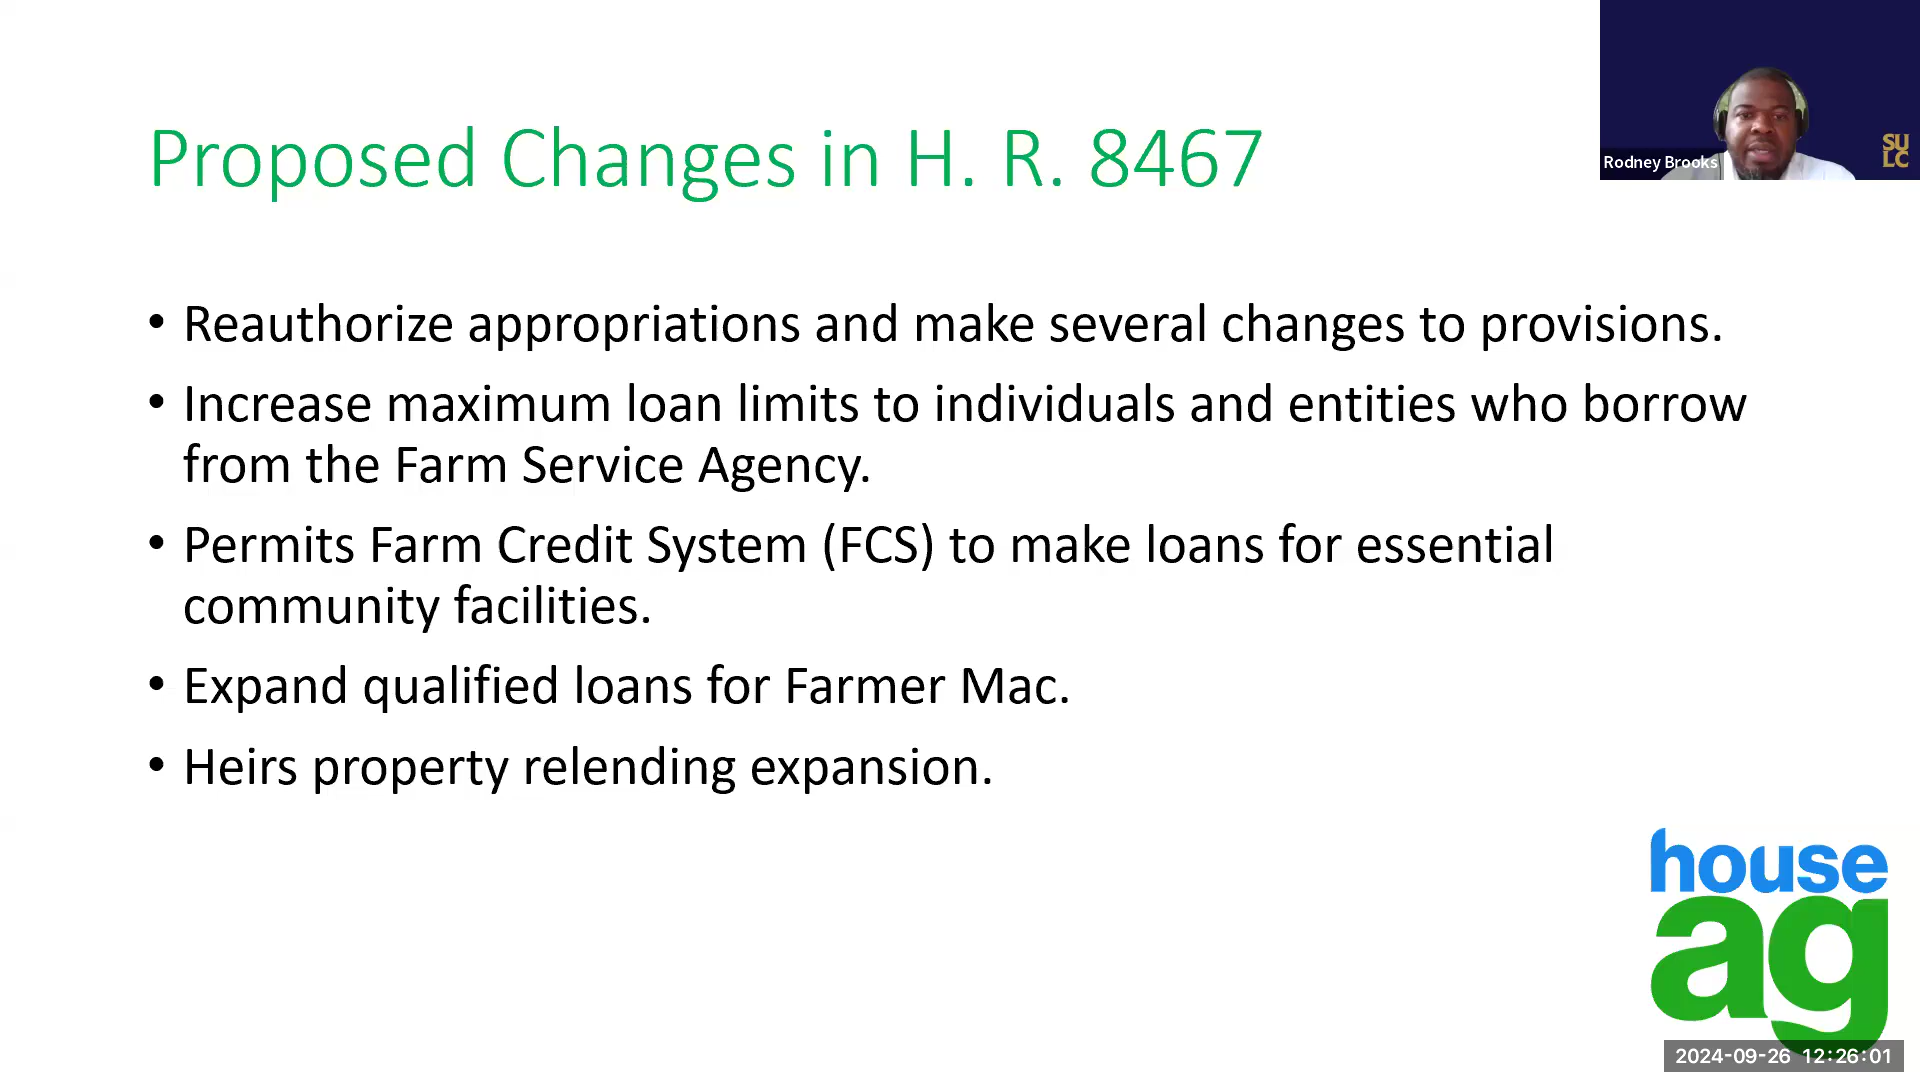 Proposed Changes in H. R. 8467
Rodney Brooks
SU
LC
• Reauthorize appropriations and make several changes to provisions.
• Increase maximum loan limits to individuals and entities who borrow
from the Farm Service Agency.
• Permits Farm Credit System (FCS) to make loans for essential
community facilities.
• Expand qualified loans for Farmer Mac.
• Heirs property relending expansion.
house
ag
2024-09-26 12:26:01